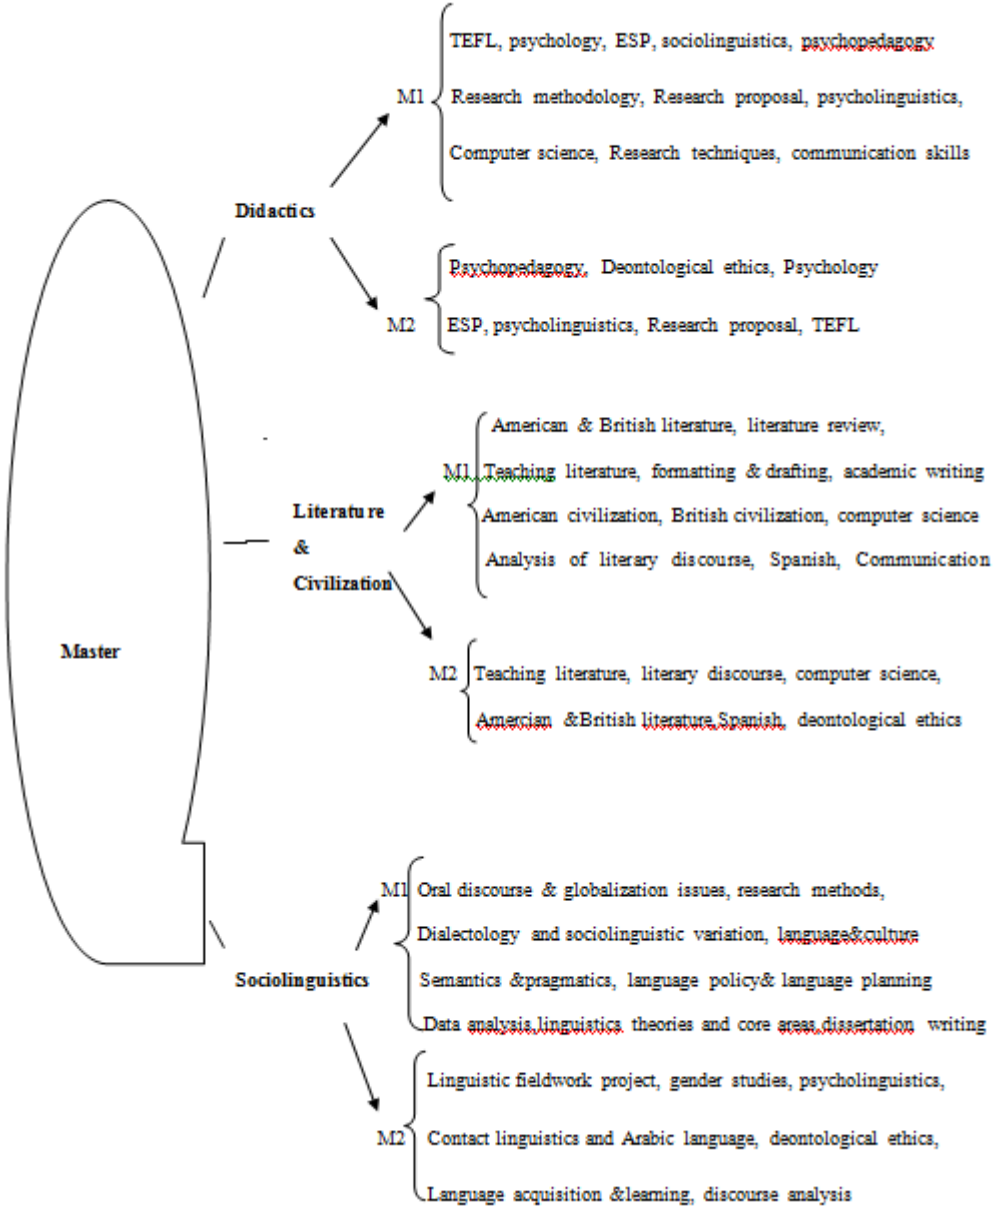 TEFL, psychology, ESP, sociolinguistics, psychopedagogy
M1
Research methodology, Research proposal, psycholinguistics,
Computer science, Research techniques, communication skills
Didactics
Psychopedagogy, Deontological ethics, Psychology
M2
ESP, psycholinguistics, Research proposal, TEFL
American & British literature, literature review,
M1 Teaching literature, formatting & drafting, academic writing
Literature
&
Civilization
American civilization, British civilization, computer science
Analysis of literary discourse, Spanish, Communication
Master
M2 Teaching literature, literary discourse, computer science,
Amercian &British literature,Spanish, deontological ethics
M1 Oral discourse & globalization issues, research methods,
Dialectology and sociolinguistic variation, language&culture
Sociolinguistics
Semantics &pragmatics, language policy& language planning
Data analysis,linguistics theories and core areas,dissertation writing
Linguistic fieldwork project, gender studies, psycholinguistics,
M2 Contact linguistics and Arabic language, deontological ethics,
Language acquisition &learning, discourse analysis